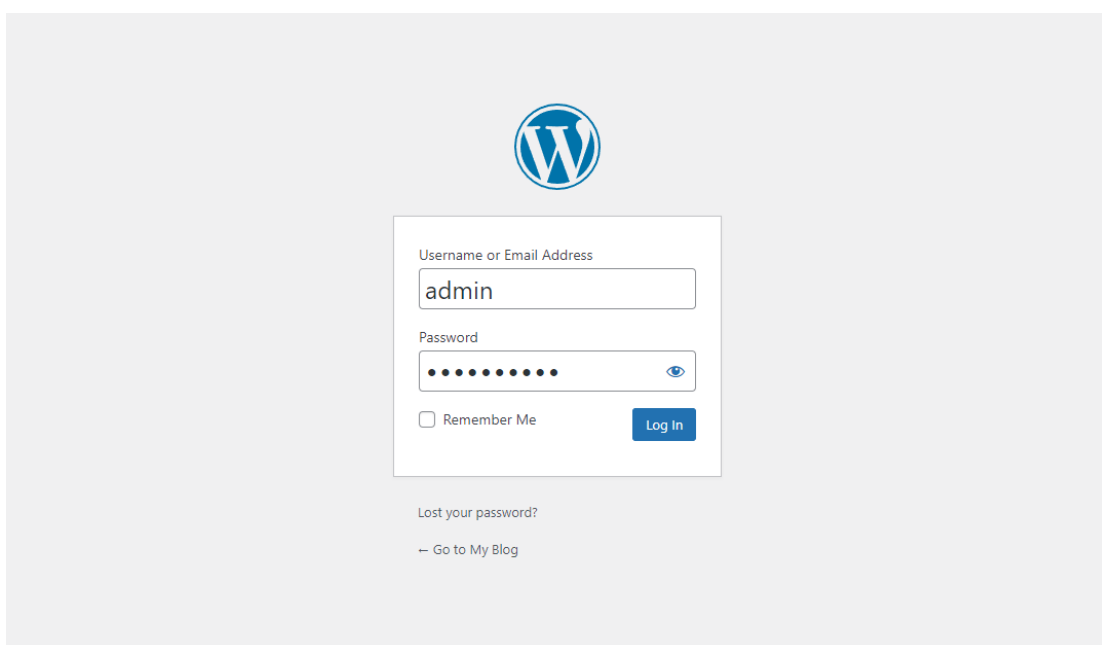 Username or Email Address
admin
Password
••••••••••
Remember Me
Log In
Lost your password?
← Go to My Blog